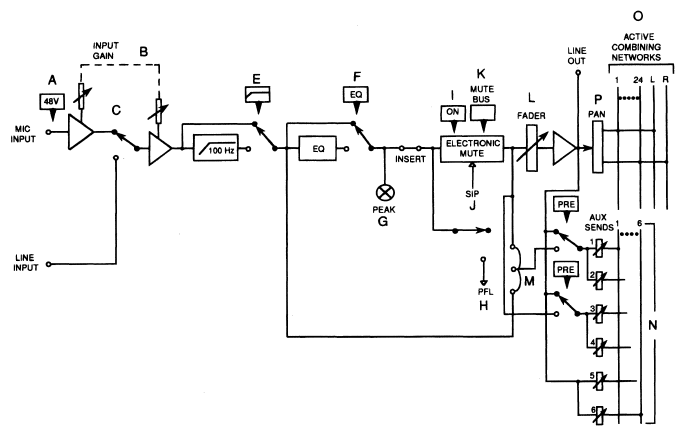 O
ACTIVE
COMBINING
NETWORKS
LINE
OUT
INPUT
GAIN
B
1 24 L R
A
48V
C
E
F
EQ
I
ON
K
MUTE
BUS
L
FADER
P
PAN
MIC
INPUT
100 Hz
EQ
INSERT
ELECTRONIC
MUTE
SIP
J
PEAK
G
PRE
AUX
SENDS
1 6
1
LINE
INPUT
PFL
H
M
2
PRE
3
N
4
5
6